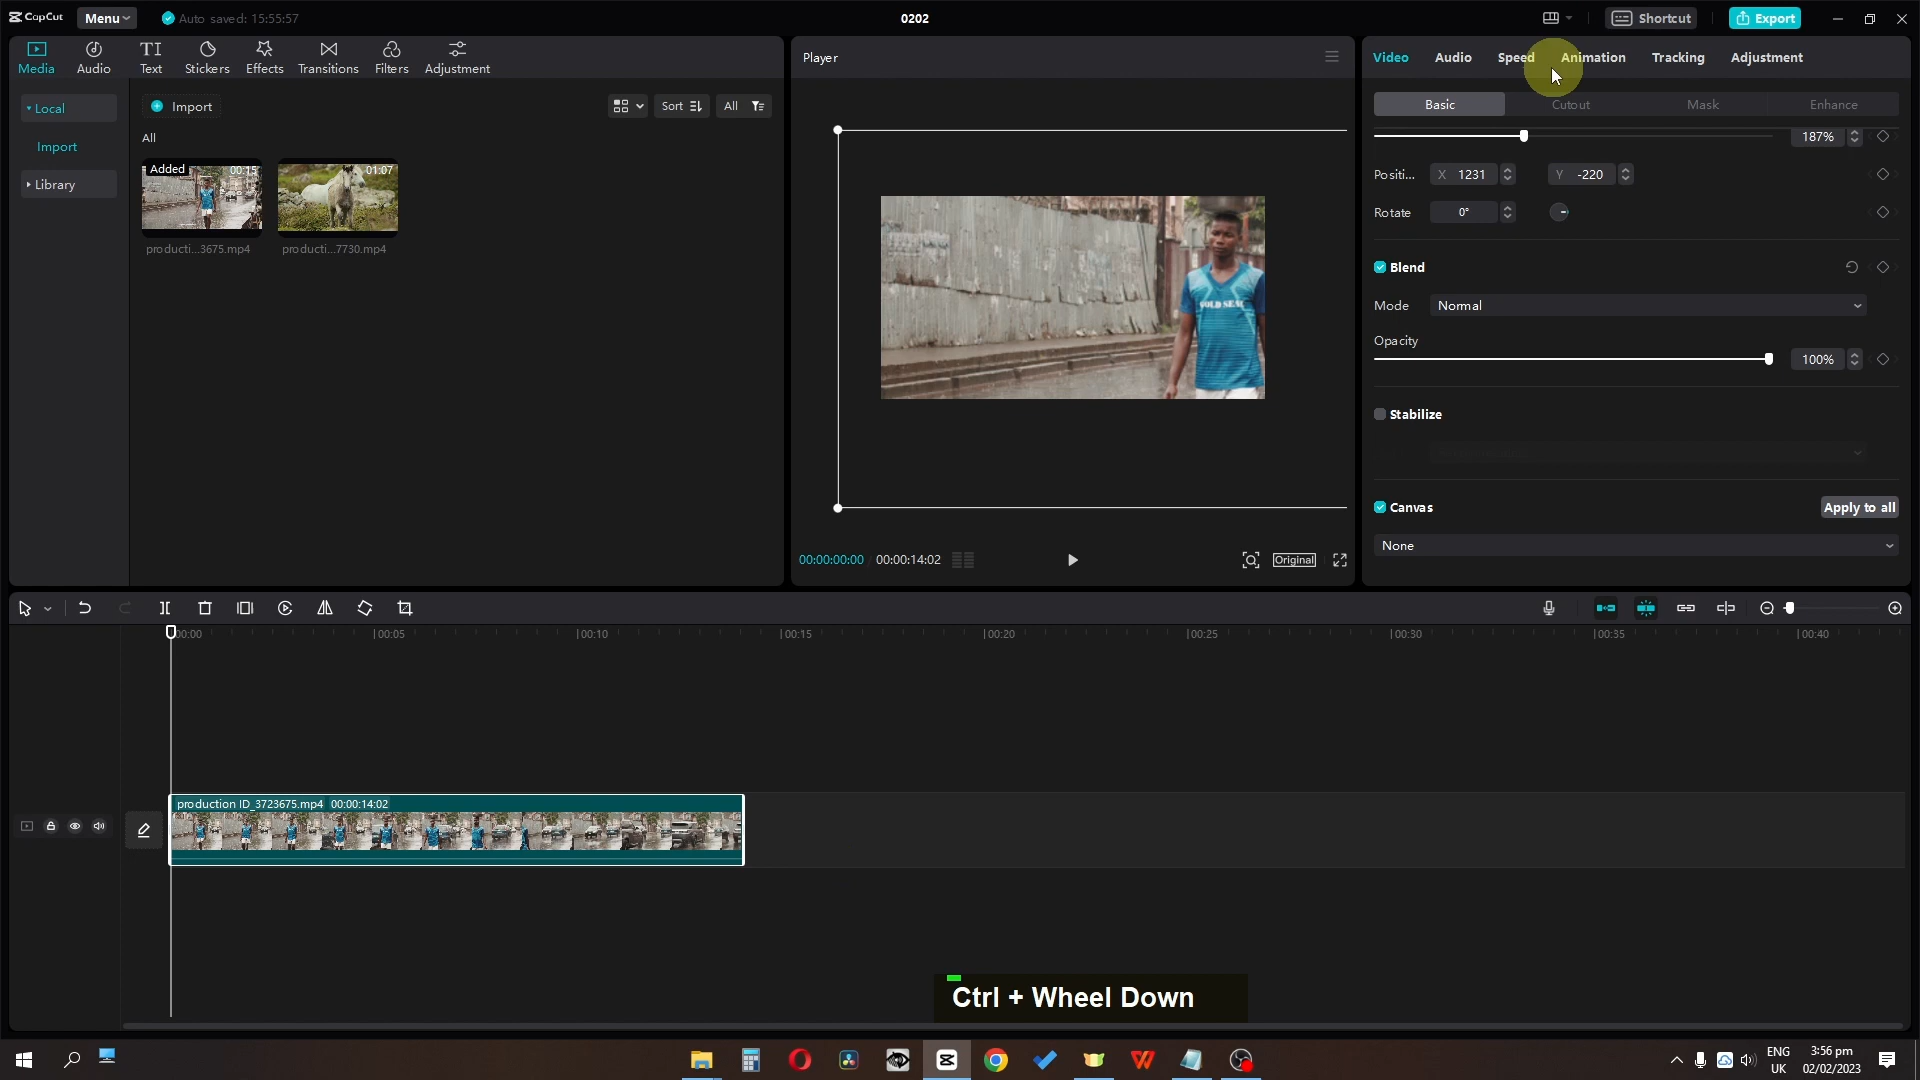 CapCut
Menu
Auto saved: 15:55:57
0202
Shortcut
Export
Media
Audio
Text
Stickers
Effects
Transitions
Filters
Adjustment
Local
Import
Library
Import
Sort
All
All
Added
00:15
01:07
producti...3675.mp4
producti...7730.mp4
Player
00:00:00:00
00:00:14:02
Original
Video
Audio
Speed
Animation
Tracking
Adjustment
Basic
Cutout
Mask
Enhance
187%
Positi...
X 1231
Y -220
Rotate
0°
Blend
Mode
Normal
Opacity
100%
Stabilize
Canvas
Apply to all
None
00:00
00:05
00:10
00:15
00:20
00:25
00:30
00:35
00:40
production ID_3723675.mp4 00:00:14:02
Ctrl + Wheel Down
ENG
UK
3:56 pm
02/02/2023